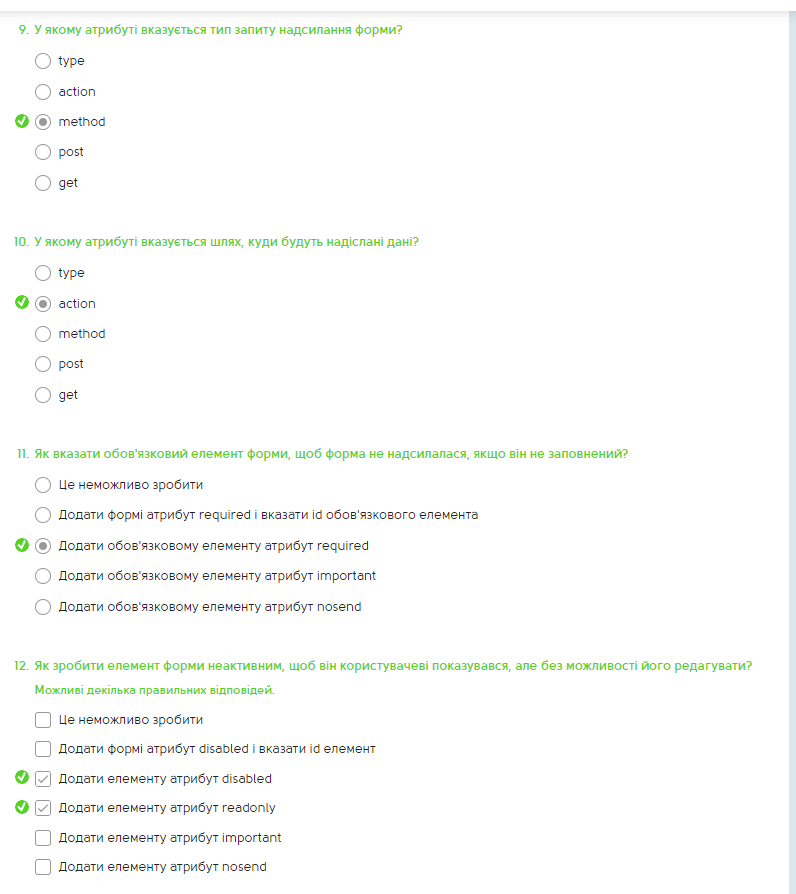 9. У якому атрибуті вказується тип запиту надсилання форми?
type
action
method
post
get
10. У якому атрибуті вказується шлях, куди будуть надіслані дані?
type
action
method
post
get
11. Як вказати обов'язковий елемент форми, щоб форма не надсилалася, якщо він не заповнений?
Це неможливо зробити
Додати формі атрибут required і вказати id обов'язкового елемента
Додати обов'язковому елементу атрибут required
Додати обов'язковому елементу атрибут important
Додати обов'язковому елементу атрибут nosend
12. Як зробити елемент форми неактивним, щоб він користувачеві показувався, але без можливості його редагувати?
Можливі декілька правильних відповідей.
Це неможливо зробити
Додати формі атрибут disabled і вказати id елемент
Додати елементу атрибут disabled
Додати елементу атрибут readonly
Додати елементу атрибут important
Додати елементу атрибут nosend